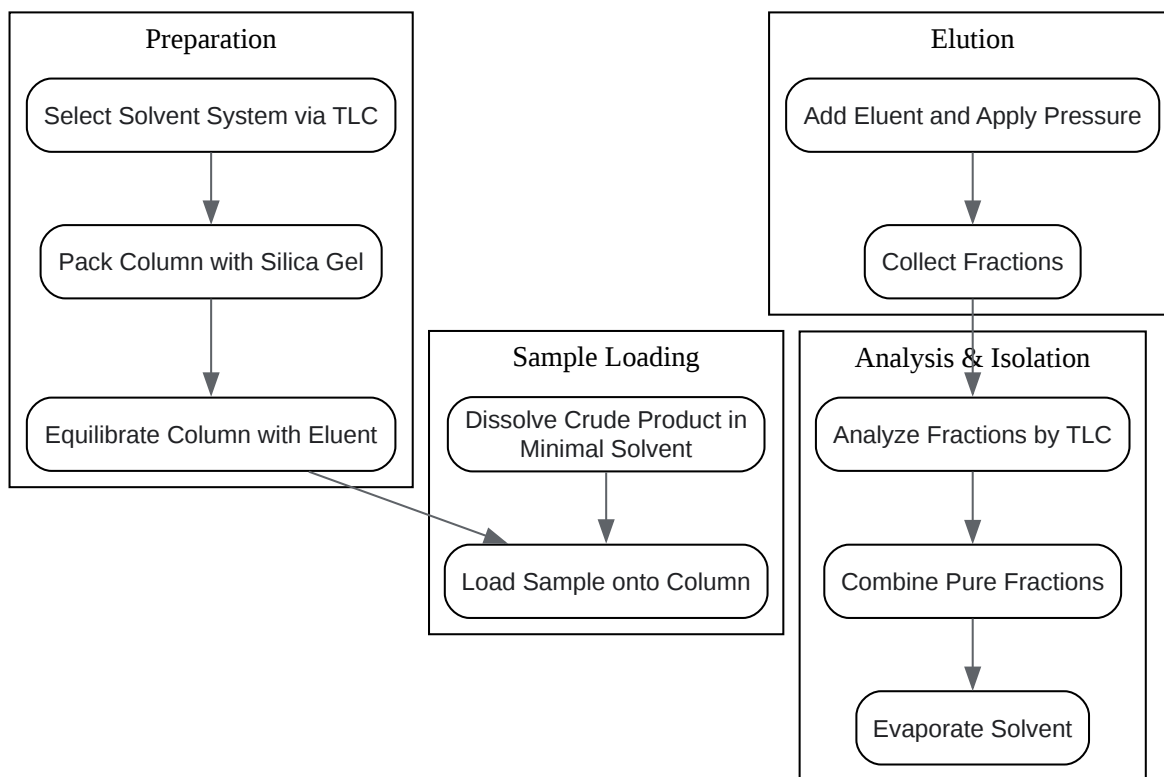 Preparation
Select Solvent System via TLC
Pack Column with Silica Gel
Equilibrate Column with Eluent
Sample Loading
Dissolve Crude Product in
Minimal Solvent
Load Sample onto Column
Elution
Add Eluent and Apply Pressure
Collect Fractions
Analysis & Isolation
Analyze Fractions by TLC
Combine Pure Fractions
Evaporate Solvent